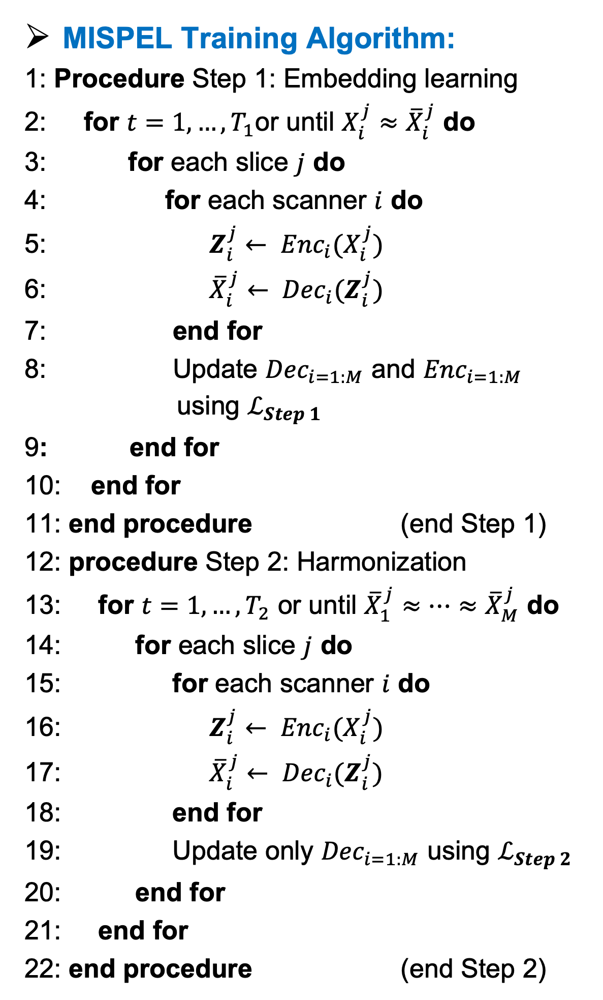 ➢ MISPEL Training Algorithm:
1: Procedure Step 1: Embedding learning
2: for t = 1, …, T₁or until X_i^j ≈ X̄_i^j do
3: for each slice j do
4: for each scanner i do
5: Z_i^j ← Enc_i(X_i^j)
6: X̄_i^j ← Dec_i(Z_i^j)
7: end for
8: Update Dec_{i=1:M} and Enc_{i=1:M}
using ℒ_{Step 1}
9: end for
10: end for
11: end procedure (end Step 1)
12: procedure Step 2: Harmonization
13: for t = 1, …, T₂ or until X̄_1^j ≈ ⋯ ≈ X̄_M^j do
14: for each slice j do
15: for each scanner i do
16: Z_i^j ← Enc_i(X_i^j)
17: X̄_i^j ← Dec_i(Z_i^j)
18: end for
19: Update only Dec_{i=1:M} using ℒ_{Step 2}
20: end for
21: end for
22: end procedure (end Step 2)